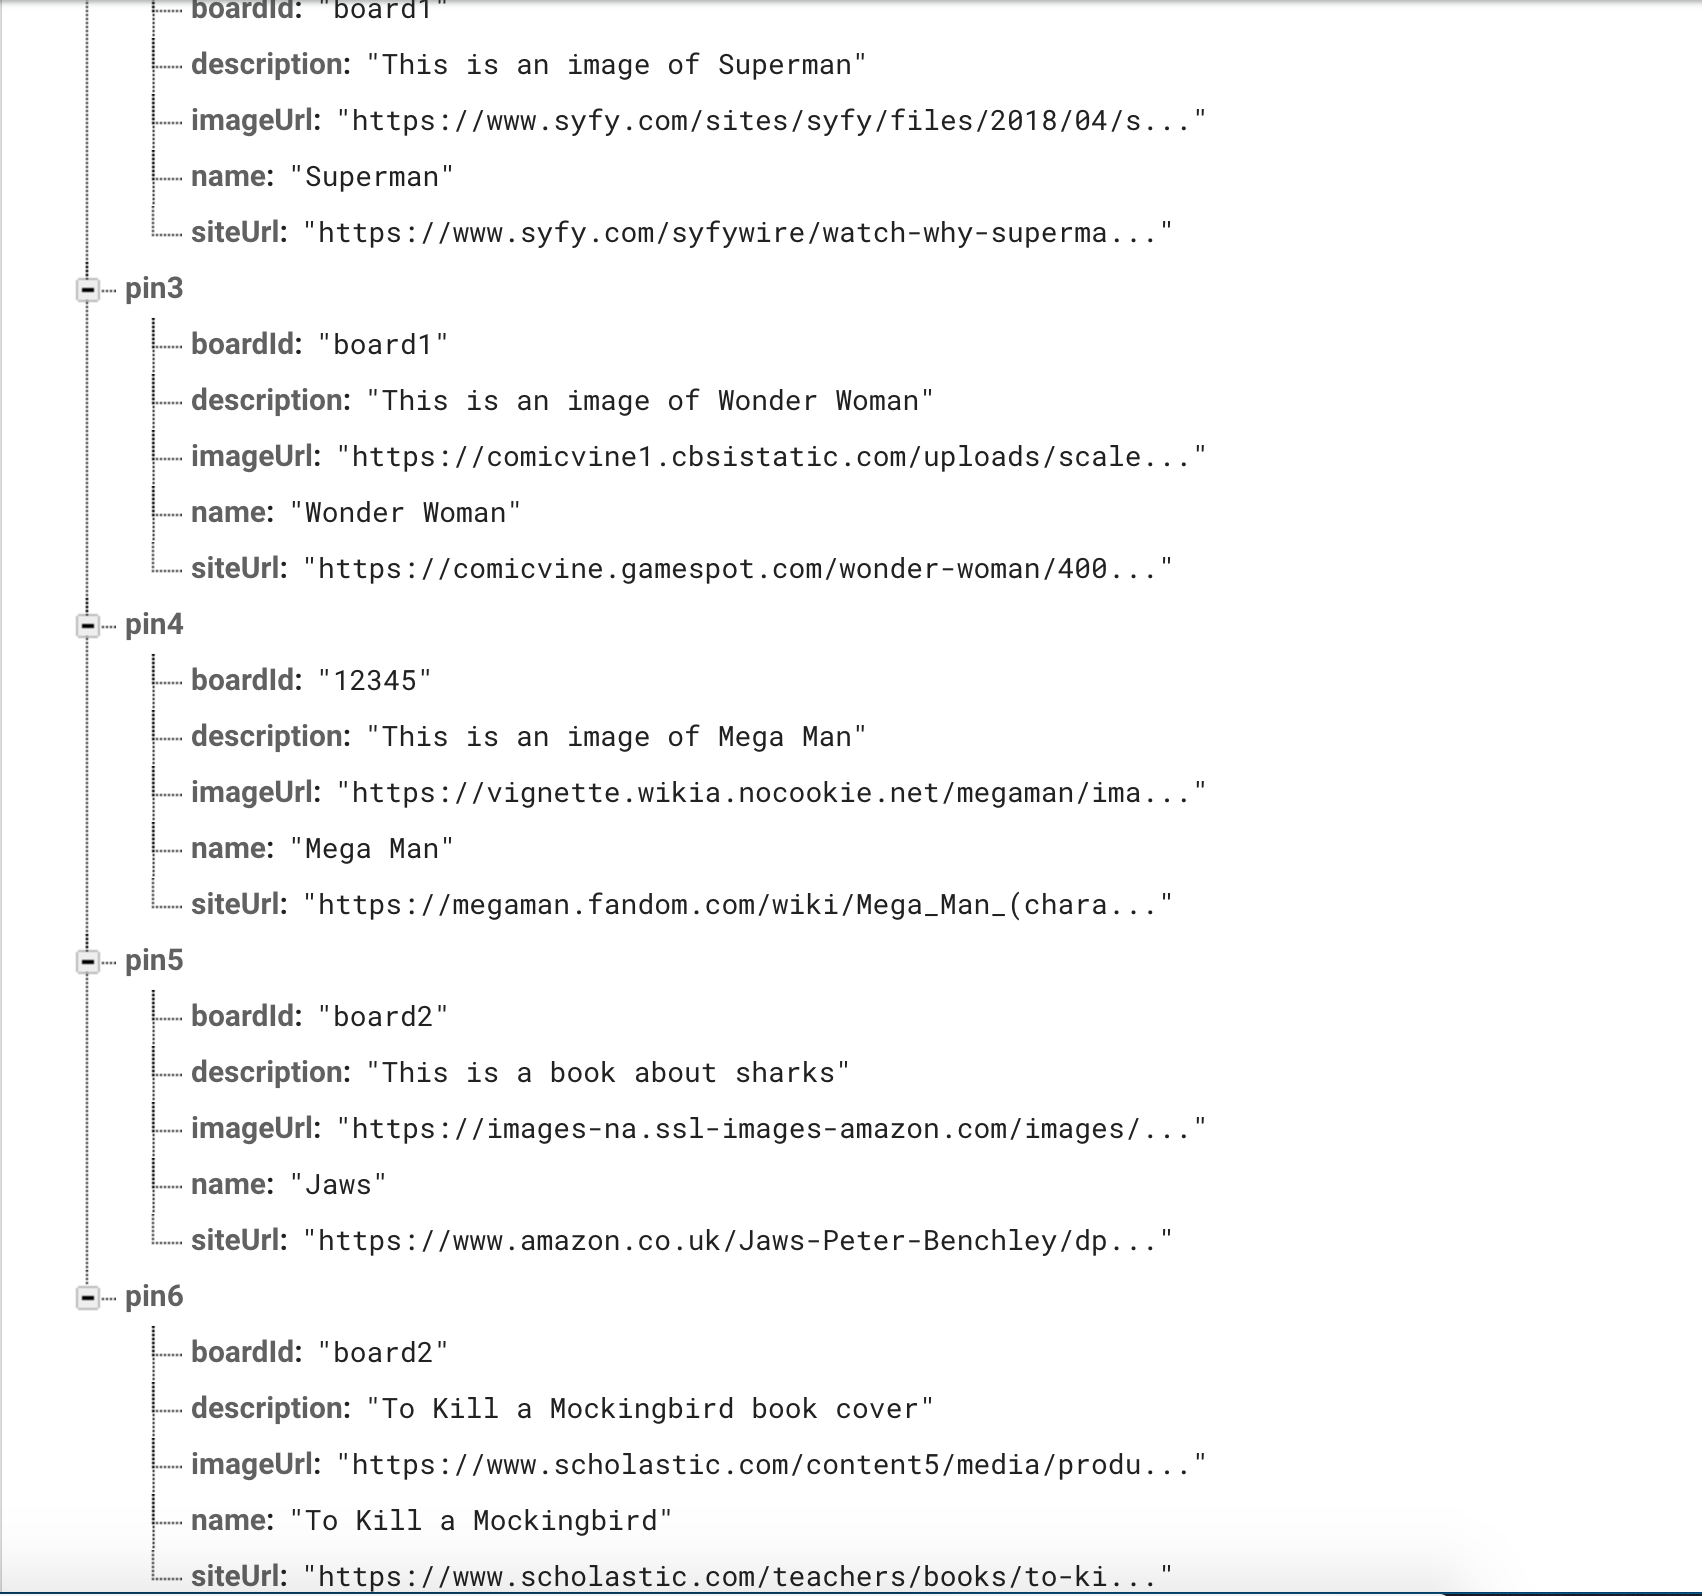 boardId: "board1"
description: "This is an image of Superman"
imageUrl: "https://www.syfy.com/sites/syfy/files/2018/04/s..."
name: "Superman"
siteUrl: "https://www.syfy.com/syfywire/watch-why-superma..."
pin3
boardId: "board1"
description: "This is an image of Wonder Woman"
imageUrl: "https://comicvine1.cbsistatic.com/uploads/scale..."
name: "Wonder Woman"
siteUrl: "https://comicvine.gamespot.com/wonder-woman/400..."
pin4
boardId: "12345"
description: "This is an image of Mega Man"
imageUrl: "https://vignette.wikia.nocookie.net/megaman/ima..."
name: "Mega Man"
siteUrl: "https://megaman.fandom.com/wiki/Mega_Man_(chara..."
pin5
boardId: "board2"
description: "This is a book about sharks"
imageUrl: "https://images-na.ssl-images-amazon.com/images/..."
name: "Jaws"
siteUrl: "https://www.amazon.co.uk/Jaws-Peter-Benchley/dp..."
pin6
boardId: "board2"
description: "To Kill a Mockingbird book cover"
imageUrl: "https://www.scholastic.com/content5/media/produ..."
name: "To Kill a Mockingbird"
siteUrl: "https://www.scholastic.com/teachers/books/to-ki..."